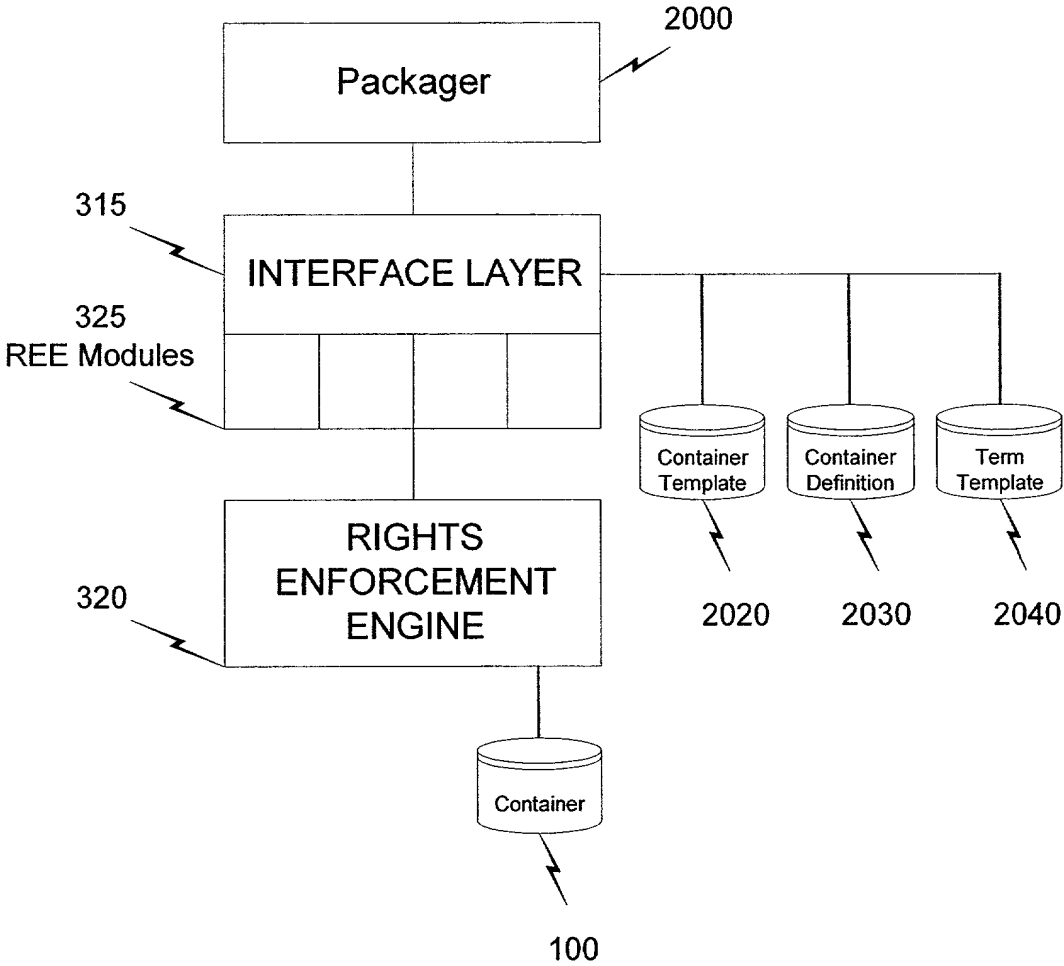 2000
Packager
315
INTERFACE LAYER
325
REE Modules
Container
Template
Container
Definition
Term
Template
RIGHTS
ENFORCEMENT
ENGINE
320
2020
2030
2040
Container
100